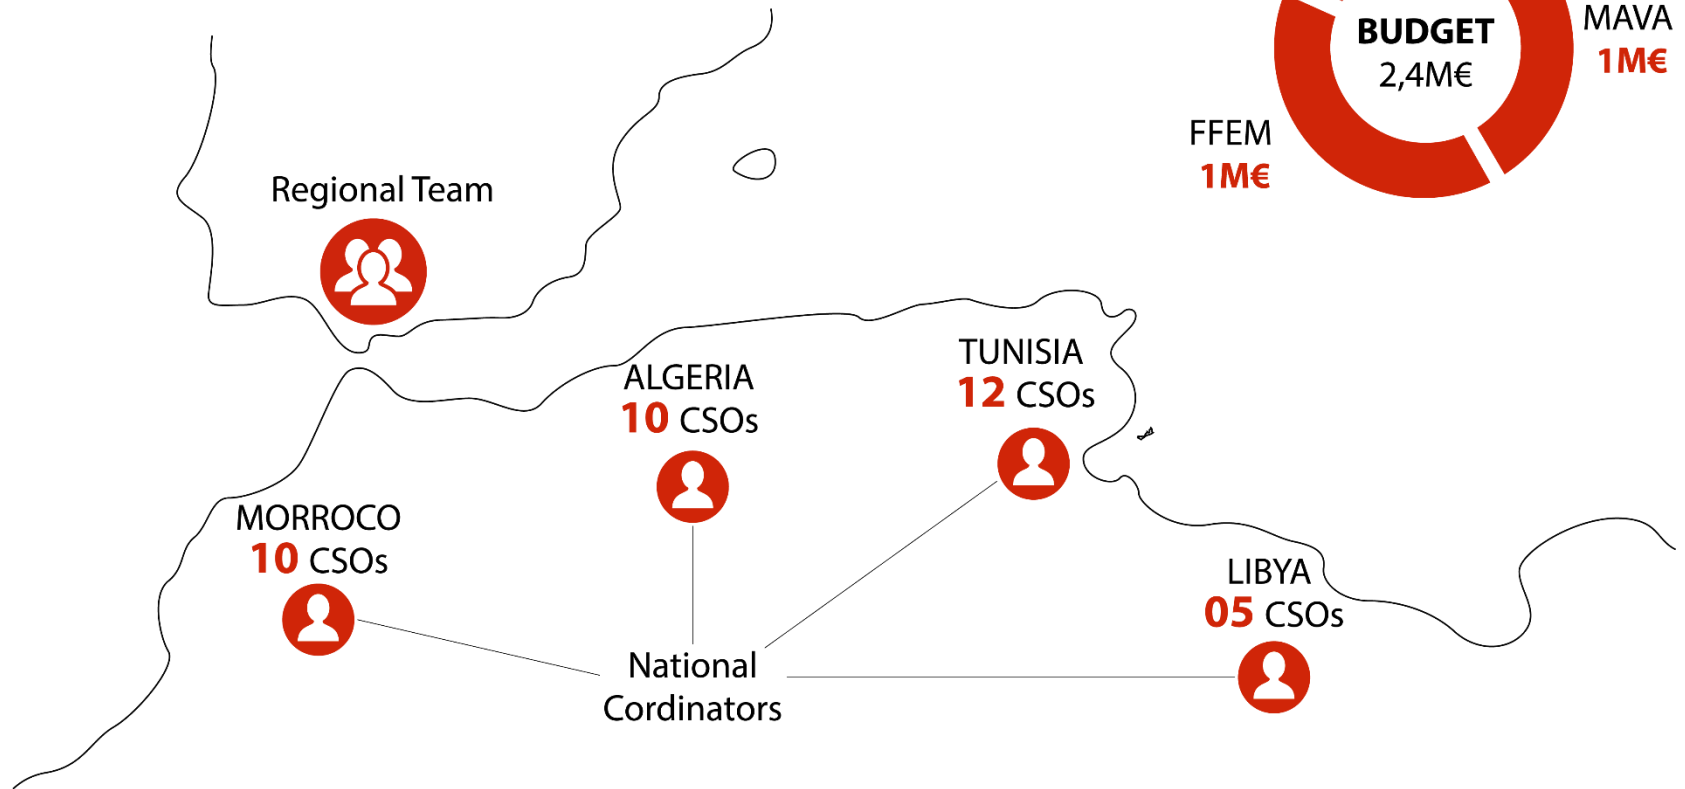 BUDGET
2,4M€
MAVA
1M€
FFEM
1M€
Regional Team
TUNISIA
12 CSOs
ALGERIA
10 CSOs
MORROCO
10 CSOs
LIBYA
05 CSOs
National
Cordinators